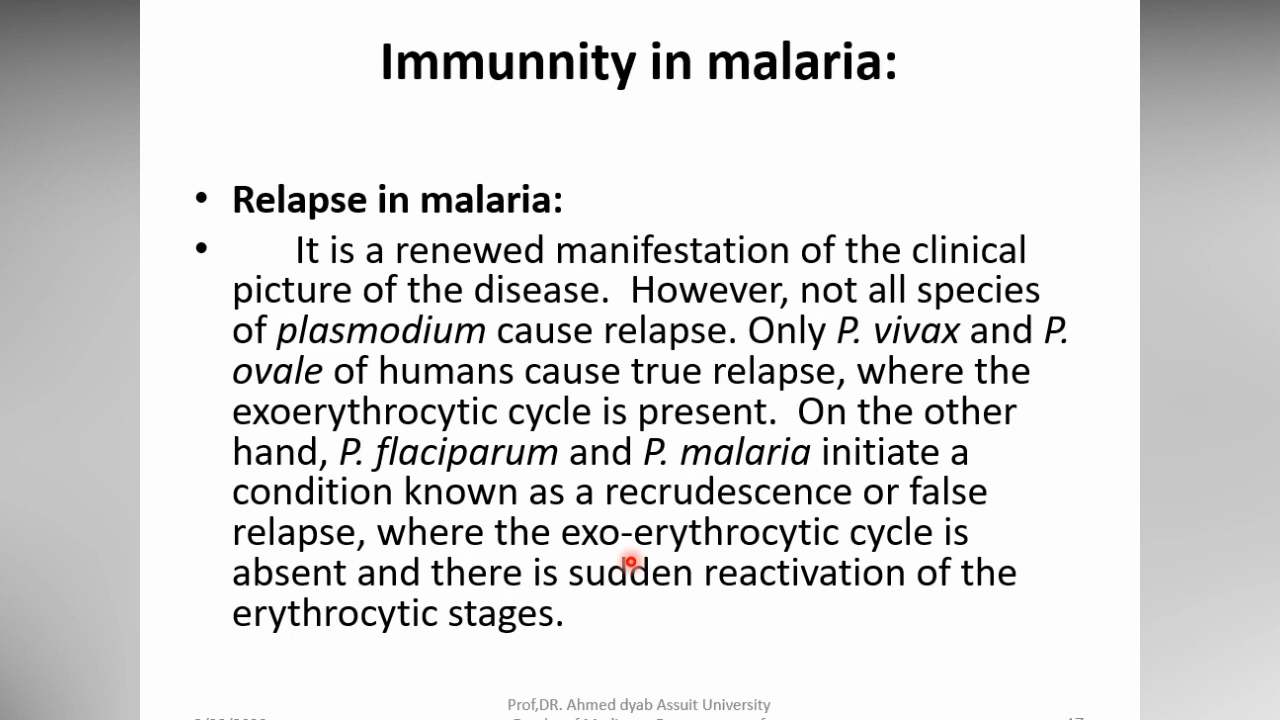 Immunnity in malaria:
• Relapse in malaria:
• It is a renewed manifestation of the clinical
picture of the disease. However, not all species
of plasmodium cause relapse. Only P. vivax and P.
ovale of humans cause true relapse, where the
exoerythrocytic cycle is present. On the other
hand, P. flaciparum and P. malaria initiate a
condition known as a recrudescence or false
relapse, where the exo-erythrocytic cycle is
absent and there is sudden reactivation of the
erythrocytic stages.
Prof,DR. Ahmed dyab Assuit University